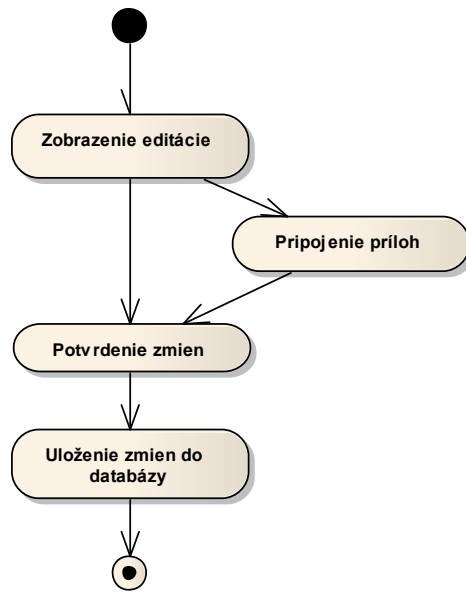 Zobrazenie editácie
Pripojenie príloh
Potvrdenie zmien
Uloženie zmien do
databázy